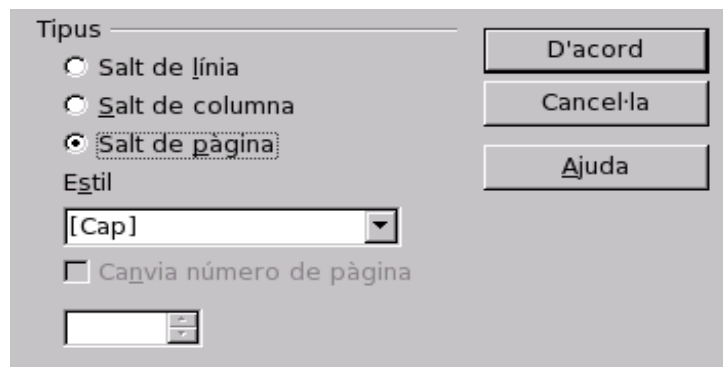 Tipus
Salt de línia
Salt de columna
Salt de pàgina
Estil
[Cap]
Canvia número de pàgina
D'acord
Cancel·la
Ajuda